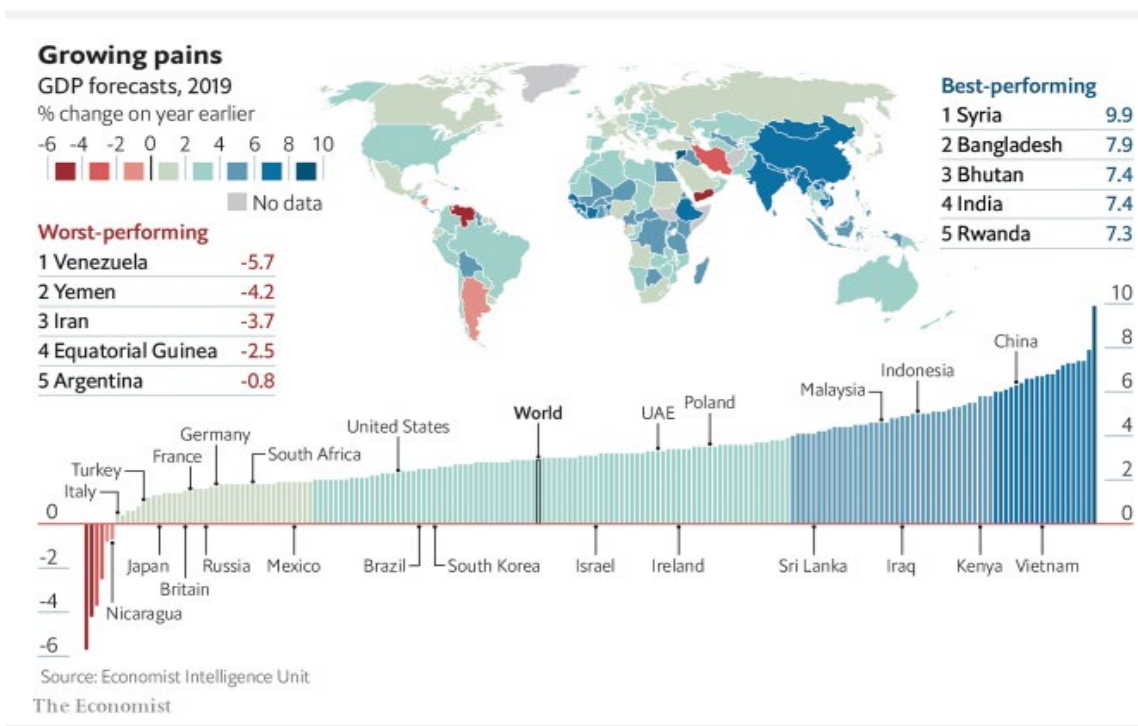 Growing pains
GDP forecasts, 2019
% change on year earlier
-6 -4 -2 0 2 4 6 8 10
No data
Worst-performing
1 Venezuela -5.7
2 Yemen -4.2
3 Iran -3.7
4 Equatorial Guinea -2.5
5 Argentina -0.8
Best-performing
1 Syria 9.9
2 Bangladesh 7.9
3 Bhutan 7.4
4 India 7.4
5 Rwanda 7.3
10
8
6
4
2
0
China
Indonesia
Malaysia
Poland
UAE
World
United States
South Africa
Germany
France
Turkey
Italy
0
-2
-4
-6
Japan
Britain
Russia
Mexico
Brazil
South Korea
Israel
Ireland
Sri Lanka
Iraq
Kenya
Vietnam
Nicaragua
Source: Economist Intelligence Unit
The Economist